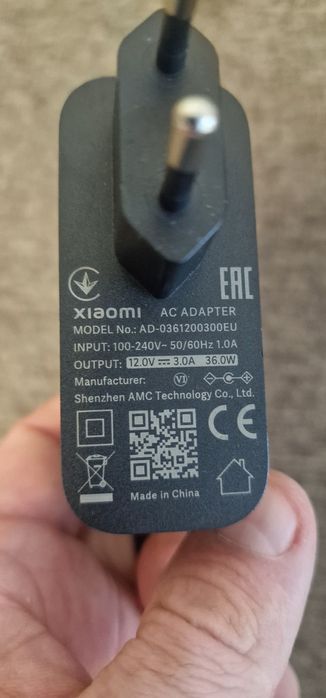 EAC
xiaomi AC ADAPTER
MODEL No.: AD-0361200300EU
INPUT: 100-240V~ 50/60Hz 1.0A
OUTPUT: 12.0V⎓3.0A 36.0W
Manufacturer: VI
Shenzhen AMC Technology Co., Ltd.
CE
Made in China